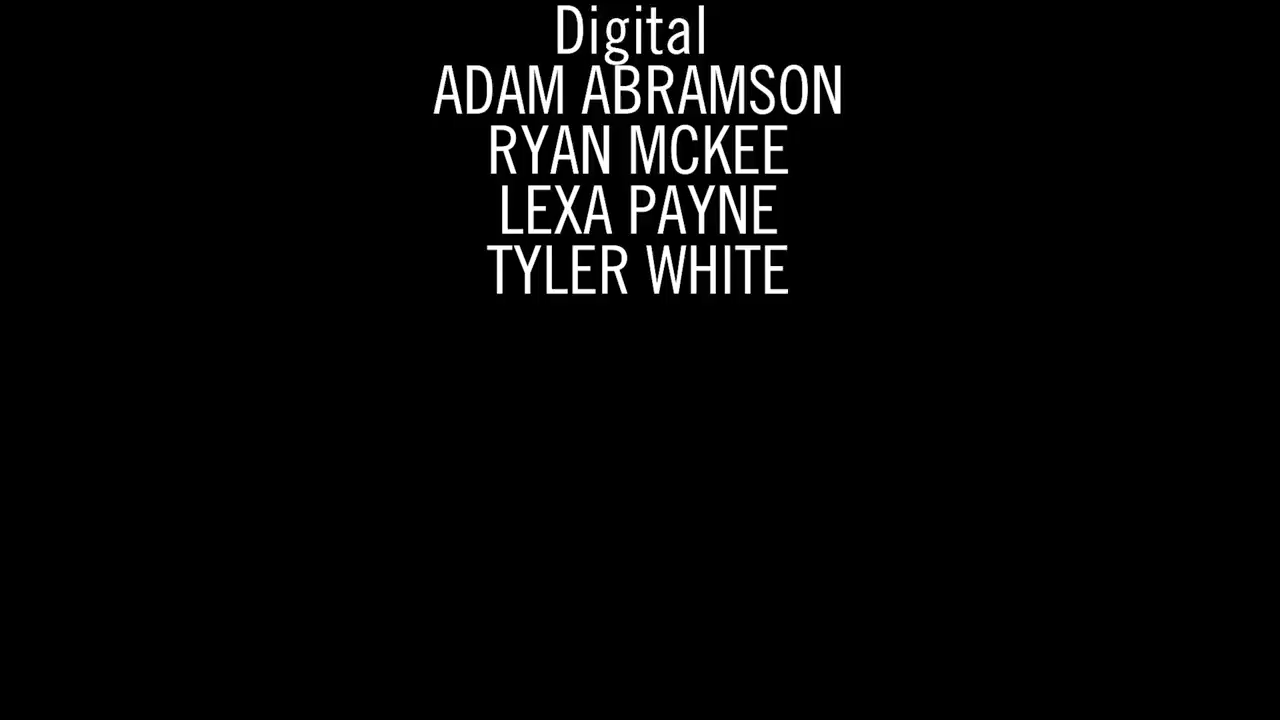 Digital
ADAM ABRAMSON
RYAN MCKEE
LEXA PAYNE
TYLER WHITE